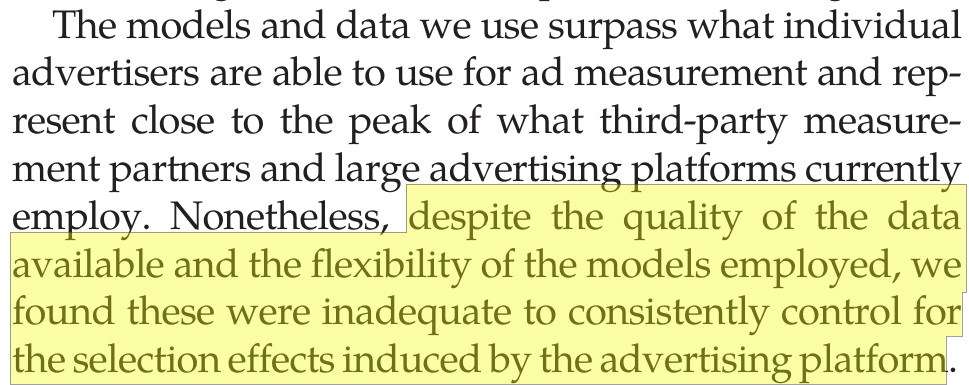 The models and data we use surpass what individual
advertisers are able to use for ad measurement and rep-
resent close to the peak of what third-party measure-
ment partners and large advertising platforms currently
employ. Nonetheless, despite the quality of the data
available and the flexibility of the models employed, we
found these were inadequate to consistently control for
the selection effects induced by the advertising platform.